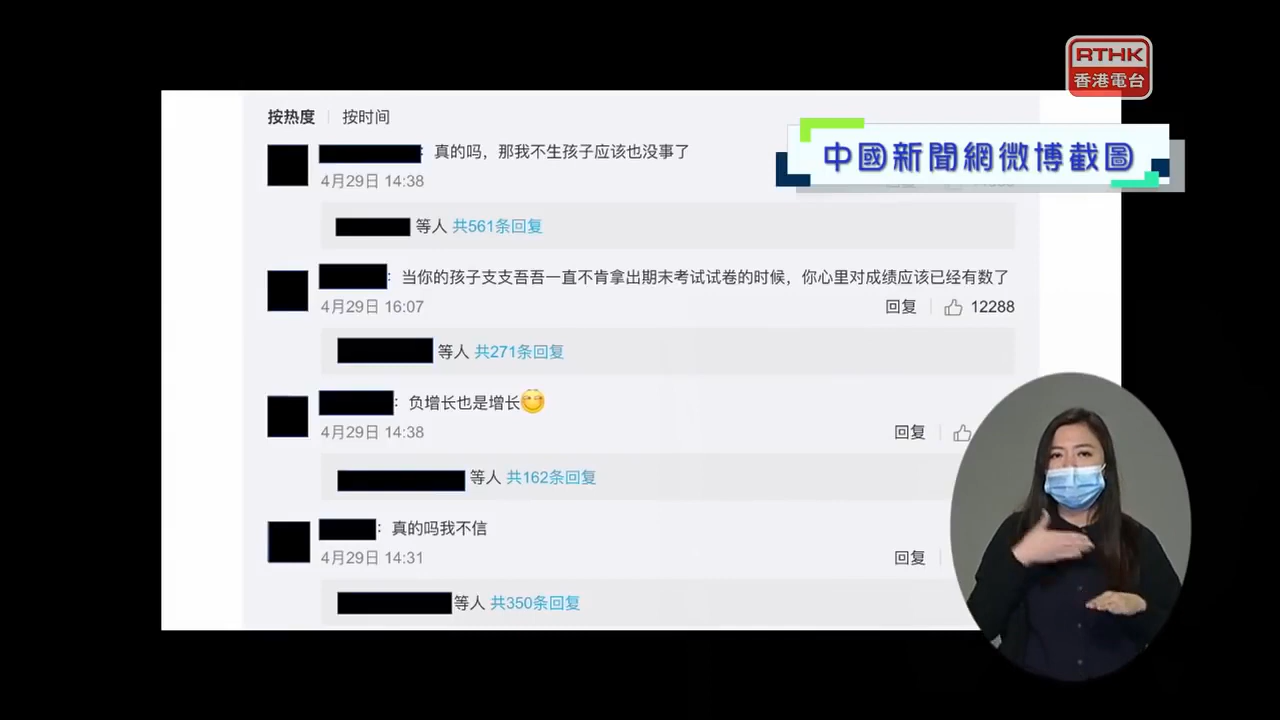 RTHK
香港電台
中國新聞網微博截圖
按热度 按时间
: 真的吗，那我不生孩子应该也没事了
4月29日 14:38
等人 共561条回复
: 当你的孩子支支吾吾一直不肯拿出期末考试试卷的时候，你心里对成绩应该已经有数了
4月29日 16:07 回复 12288
等人 共271条回复
: 负增长也是增长
4月29日 14:38 回复
等人 共162条回复
: 真的吗我不信
4月29日 14:31 回复
等人 共350条回复